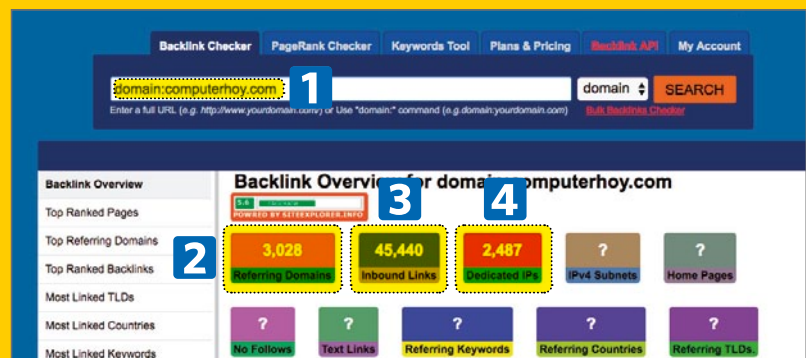 Backlink Checker PageRank Checker Keywords Tool Plans & Pricing Backlink API My Account
domain:computerhoy.com 1 domain SEARCH
Enter a full URL (e.g. http://www.yourdomain.com/) or Use "domain:" command (e.g.domain:yourdomain.com) Bulk Backlinks Checker
Backlink Overview
Top Ranked Pages
Top Referring Domains
Top Ranked Backlinks
Most Linked TLDs
Most Linked Countries
Most Linked Keywords
Backlink Overview for domain:computerhoy.com
5.6
POWERED BY SITEEXPLORER.INFO
2 3 4
3,028 45,440 2,487 ? ?
Referring Domains Inbound Links Dedicated IPs IPv4 Subnets Home Pages
? ? ? ? ?
No Follows Text Links Referring Keywords Referring Countries Referring TLDs.